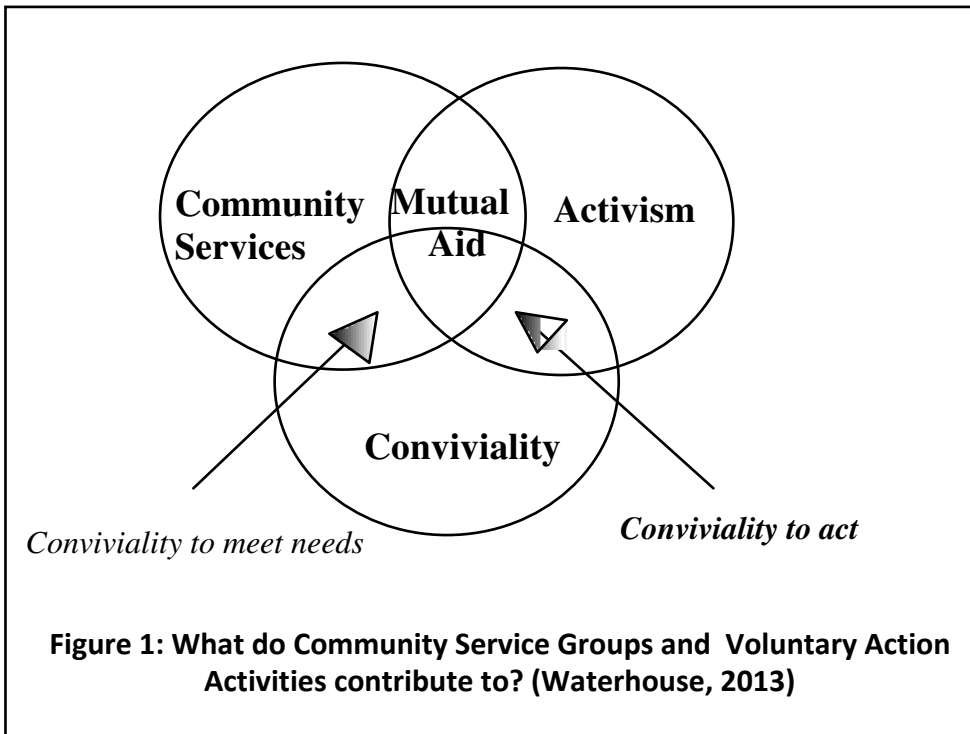 Community
Services
Mutual
Aid
Activism
Conviviality
Conviviality to meet needs
Conviviality to act
Figure 1: What do Community Service Groups and Voluntary Action
Activities contribute to? (Waterhouse, 2013)